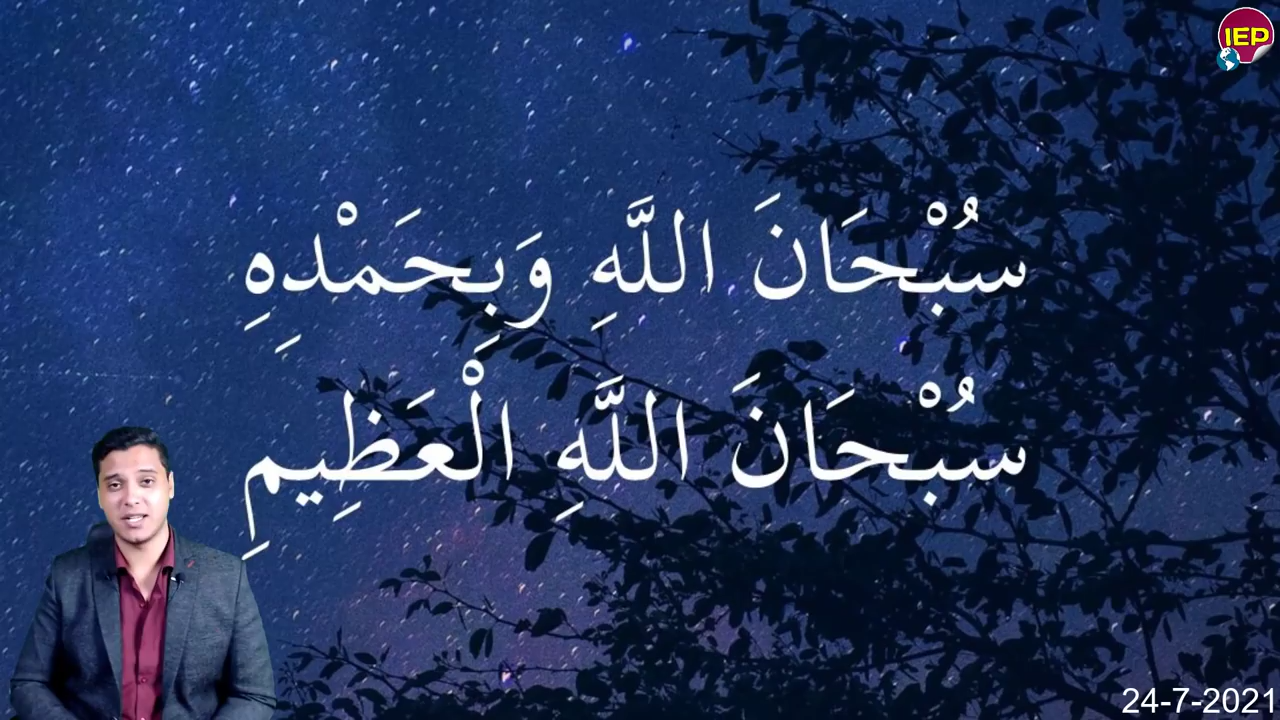 IEP
سُبْحَانَ اللَّهِ وَبِحَمْدِهِ
سُبْحَانَ اللَّهِ الْعَظِيمِ
24-7-2021